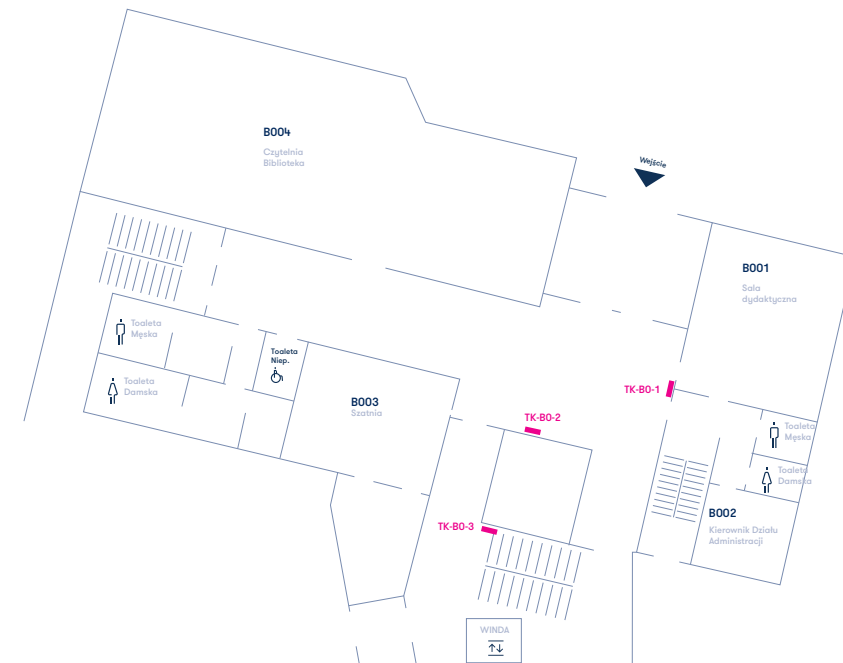 B004
Czytelnia
Biblioteka
Wejście
B001
Sala
dydaktyczna
Toaleta
Męska
Toaleta
Niep.
Toaleta
Damska
B003
Szatnia
TK-B0-1
TK-B0-2
Toaleta
Męska
Toaleta
Damska
B002
Kierownik Działu
Administracji
TK-B0-3
WINDA